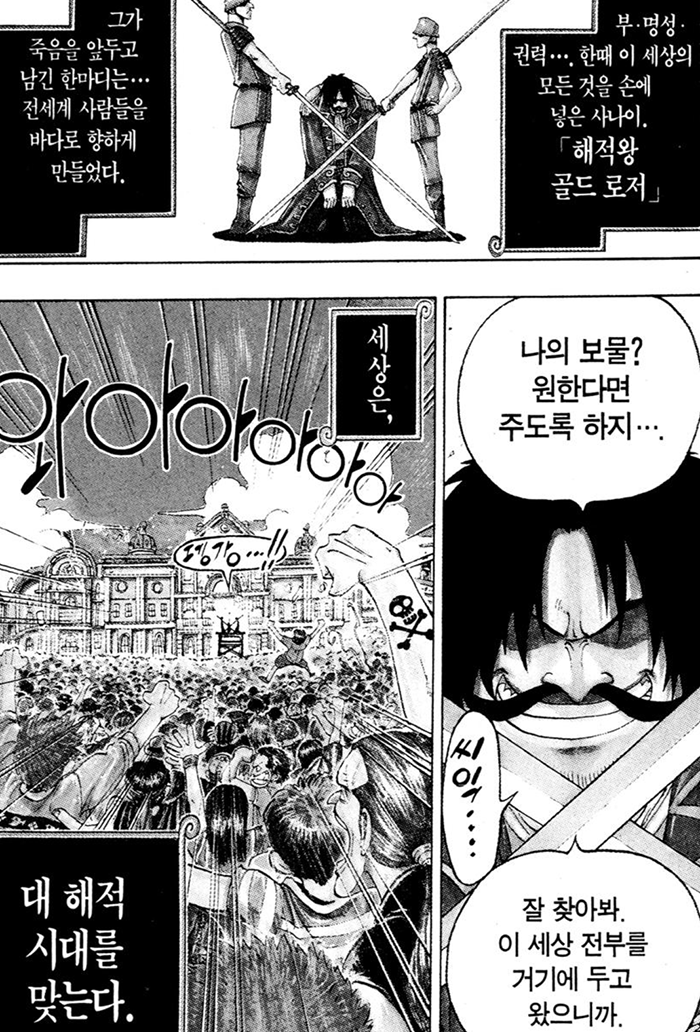 부·명성·
권력…. 한때 이 세상의
모든 것을 손에
넣은 사나이.
「해적왕
골드 로저」
그가
죽음을 앞두고
남긴 한마디는…
전세계 사람들을
바다로 향하게
만들었다.
나의 보물?
원한다면
주도록 하지….
씨익…
잘 찾아봐.
이 세상 전부를
거기에 두고
왔으니까.
세상은,
와아아아아아아
대 해적
시대를
맞는다.